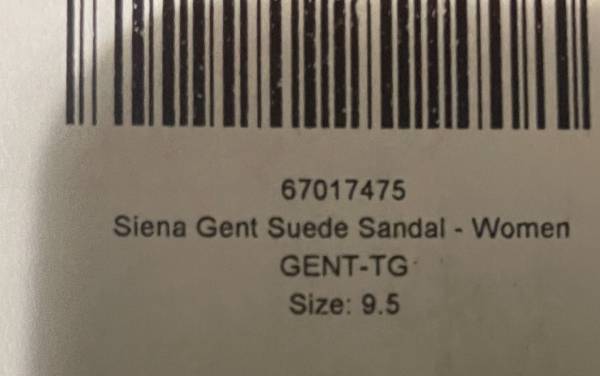 67017475
Siena Gent Suede Sandal - Women
GENT-TG
Size: 9.5